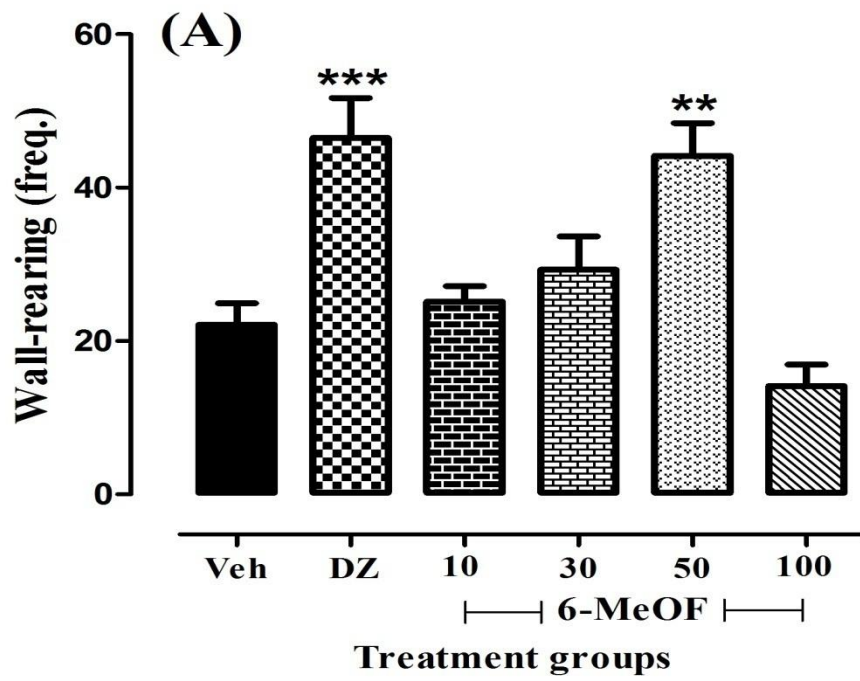 (A)
60
***
**
40
20
0
Wall-rearing (freq.)
Veh DZ 10 30 50 100
6-MeOF
Treatment groups